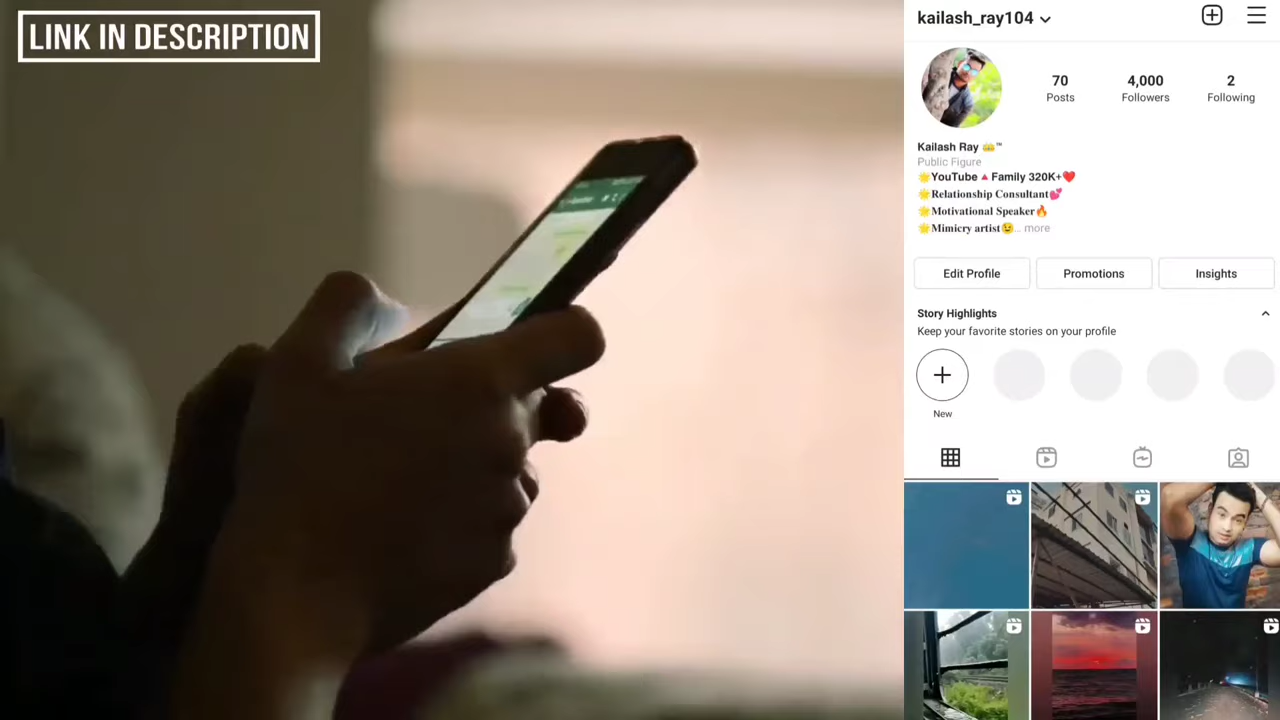 LINK IN DESCRIPTION
kailash_ray104
70
Posts
4,000
Followers
2
Following
Kailash Ray 👑™
Public Figure
🌟YouTube🔺Family 320K+❤️
🌟𝐑𝐞𝐥𝐚𝐭𝐢𝐨𝐧𝐬𝐡𝐢𝐩 𝐂𝐨𝐧𝐬𝐮𝐥𝐭𝐚𝐧𝐭💕
🌟𝐌𝐨𝐭𝐢𝐯𝐚𝐭𝐢𝐨𝐧𝐚𝐥 𝐒𝐩𝐞𝐚𝐤𝐞𝐫🔥
🌟𝐌𝐢𝐦𝐢𝐜𝐫𝐲 𝐚𝐫𝐭𝐢𝐬𝐭😉... more
Edit Profile
Promotions
Insights
Story Highlights
Keep your favorite stories on your profile
New